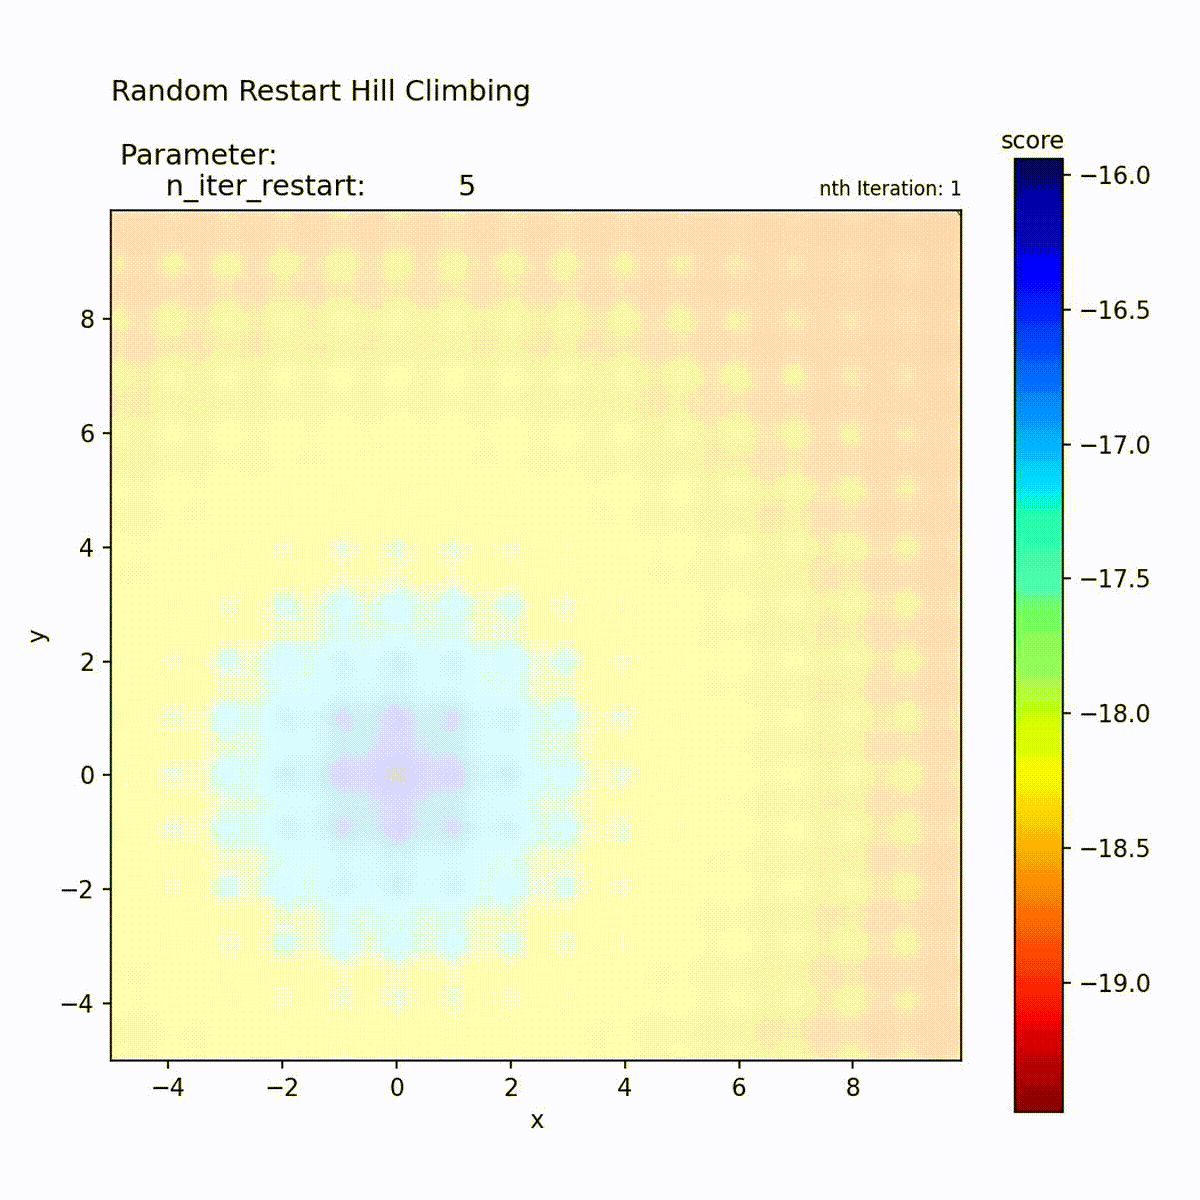 Random Restart Hill Climbing
Parameter:
n_iter_restart: 5
nth Iteration: 1
score
−16.0
−16.5
−17.0
−17.5
−18.0
−18.5
−19.0
8
6
4
2
0
−2
−4
y
−4 −2 0 2 4 6 8
x